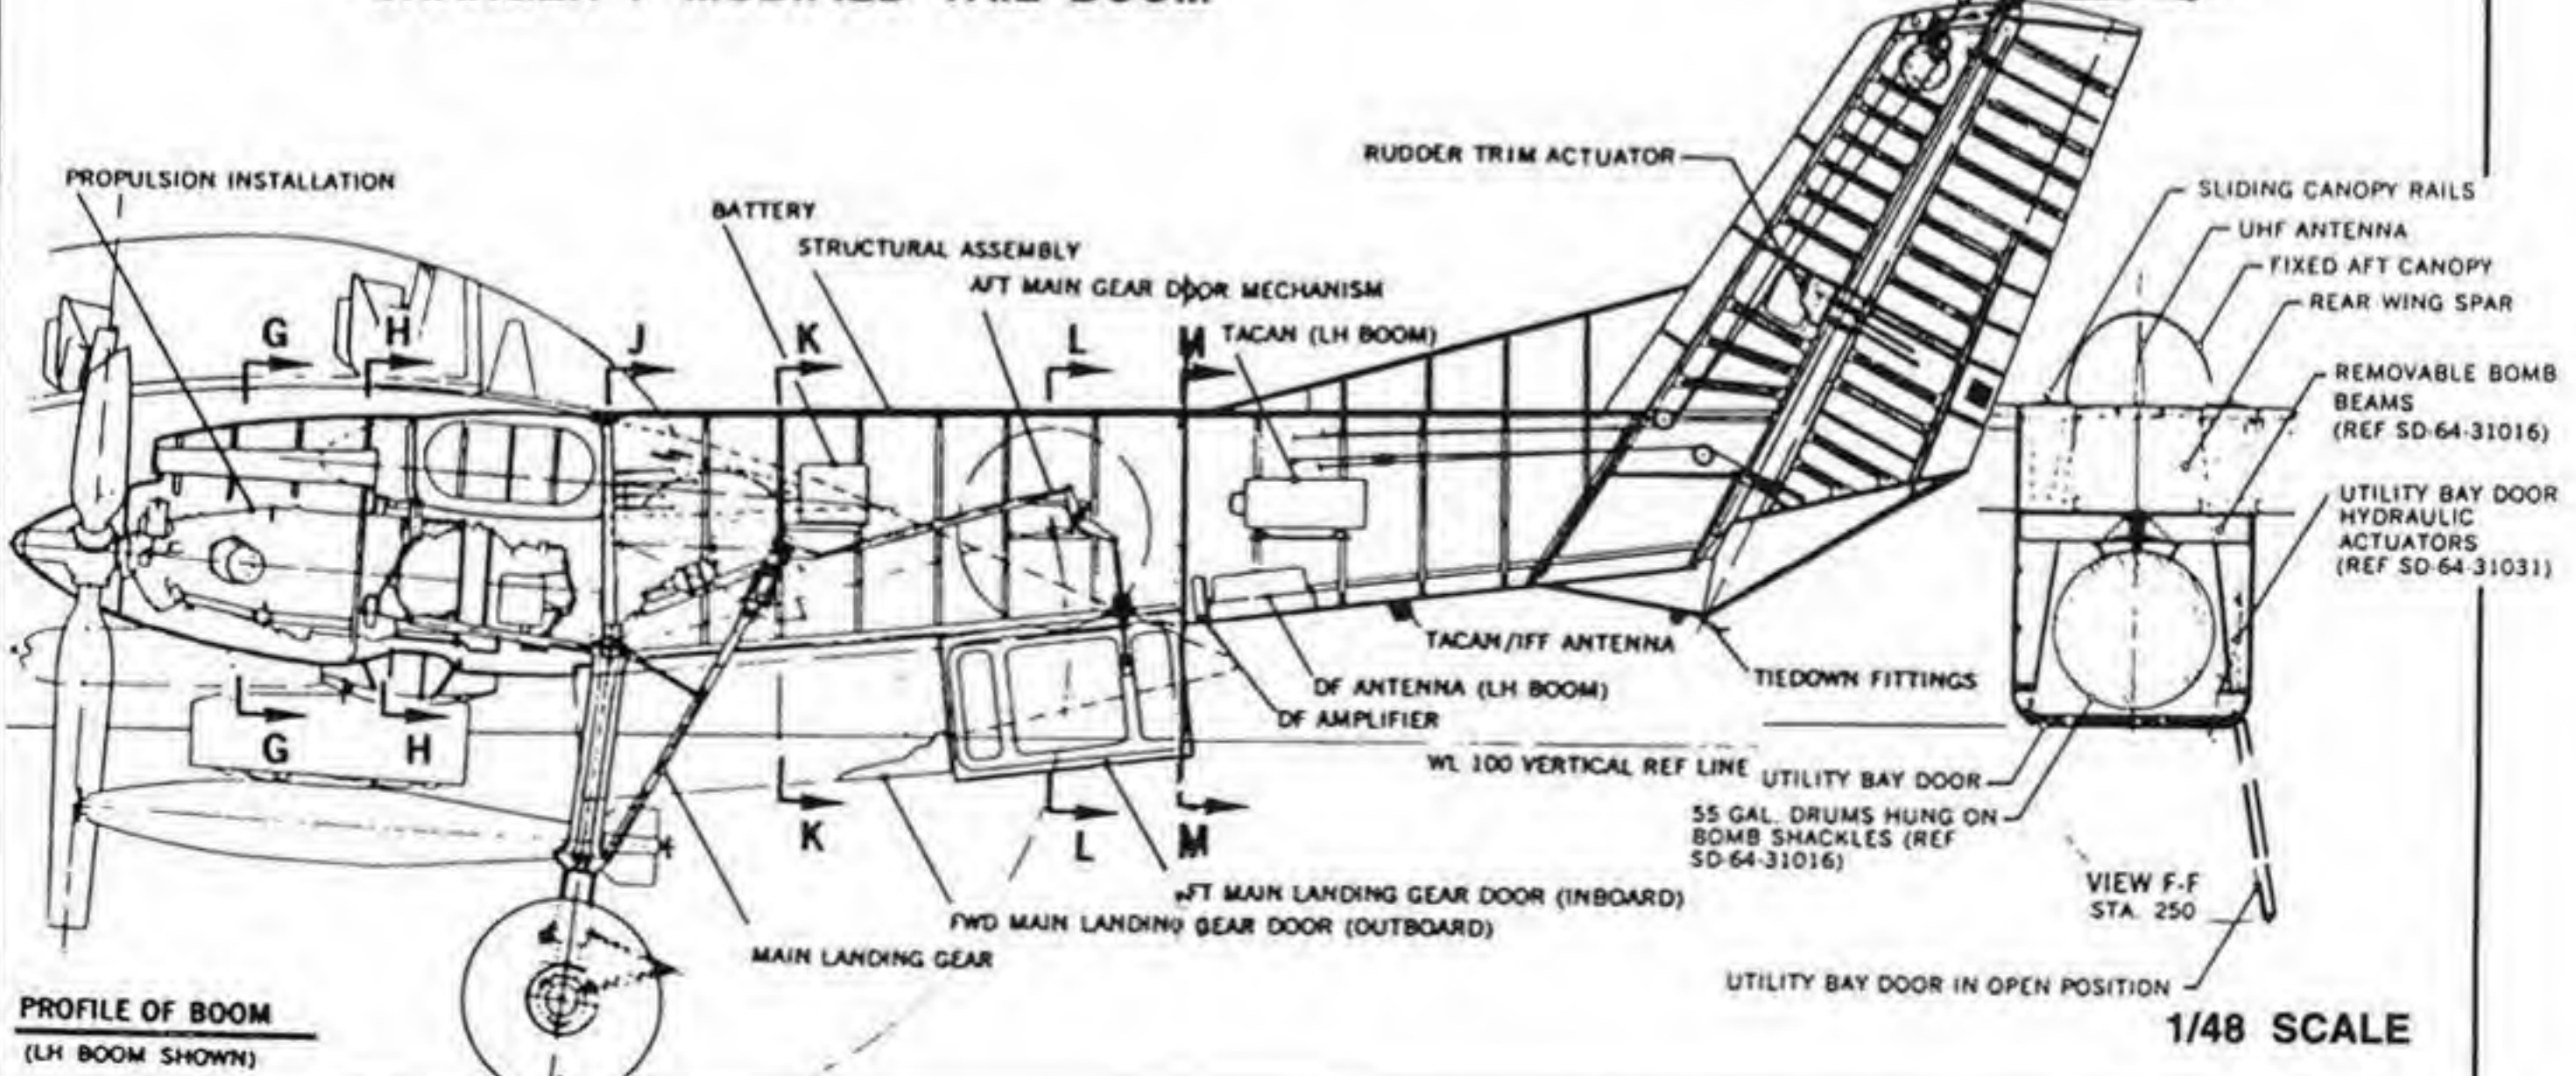 MODIFIED TAIL BOOM
PROPULSION INSTALLATION
BATTERY
STRUCTURAL ASSEMBLY
AFT MAIN GEAR DOOR MECHANISM
TACAN (LH BOOM)
RUDDER TRIM ACTUATOR
SLIDING CANOPY RAILS
UHF ANTENNA
FIXED AFT CANOPY
REAR WING SPAR
REMOVABLE BOMB
BEAMS
(REF SD-64-31016)
UTILITY BAY DOOR
HYDRAULIC
ACTUATORS
(REF SD-64-31031)
G
H
J
K
L
M
TACAN/IFF ANTENNA
DF ANTENNA (LH BOOM)
DF AMPLIFIER
TIEDOWN FITTINGS
G
H
K
L
M
WL 100 VERTICAL REF LINE
UTILITY BAY DOOR
55 GAL. DRUMS HUNG ON
BOMB SHACKLES (REF
SD-64-31016)
AFT MAIN LANDING GEAR DOOR (INBOARD)
FWD MAIN LANDING GEAR DOOR (OUTBOARD)
MAIN LANDING GEAR
VIEW F-F
STA. 250
UTILITY BAY DOOR IN OPEN POSITION
PROFILE OF BOOM
(LH BOOM SHOWN)
1/48 SCALE